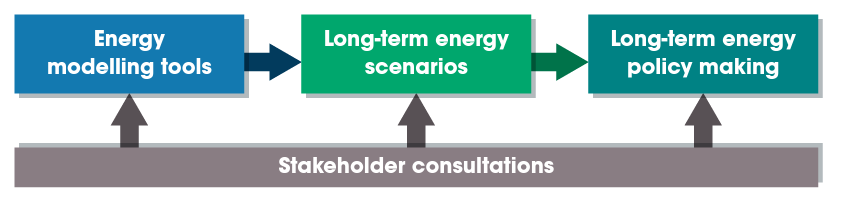 Energy
modelling tools
Long-term energy
scenarios
Long-term energy
policy making
Stakeholder consultations